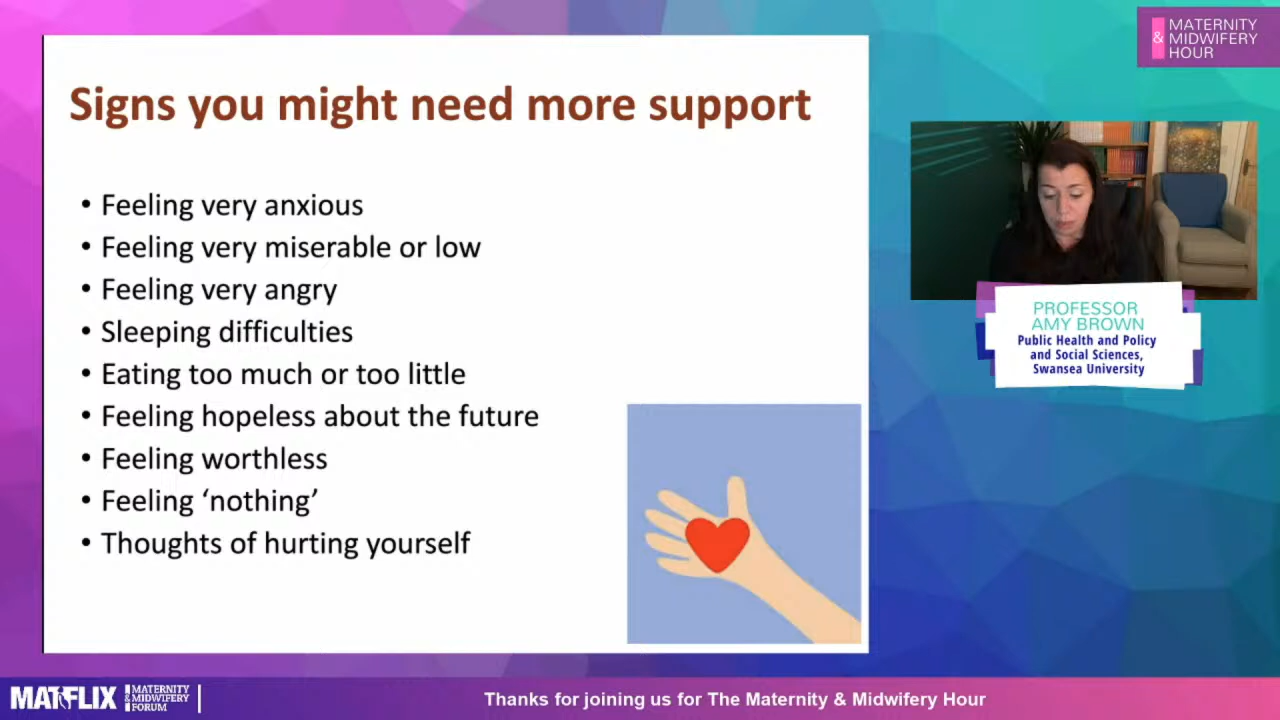 MATERNITY
& MIDWIFERY
HOUR
Signs you might need more support
• Feeling very anxious
• Feeling very miserable or low
• Feeling very angry
• Sleeping difficulties
• Eating too much or too little
• Feeling hopeless about the future
• Feeling worthless
• Feeling ‘nothing’
• Thoughts of hurting yourself
PROFESSOR
AMY BROWN
Public Health and Policy
and Social Sciences,
Swansea University
MATFLIX
MATERNITY
& MIDWIFERY
FORUM
Thanks for joining us for The Maternity & Midwifery Hour